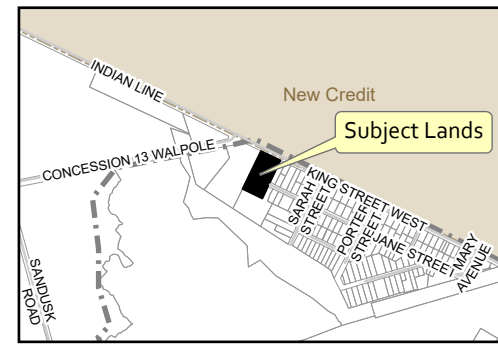 INDIAN LINE
New Credit
Subject Lands
CONCESSION 13 WALPOLE
KING STREET WEST
SARAH
STREET
PORTER
STREET
JANE STREET
MARY
AVENUE
SANDUSK
ROAD